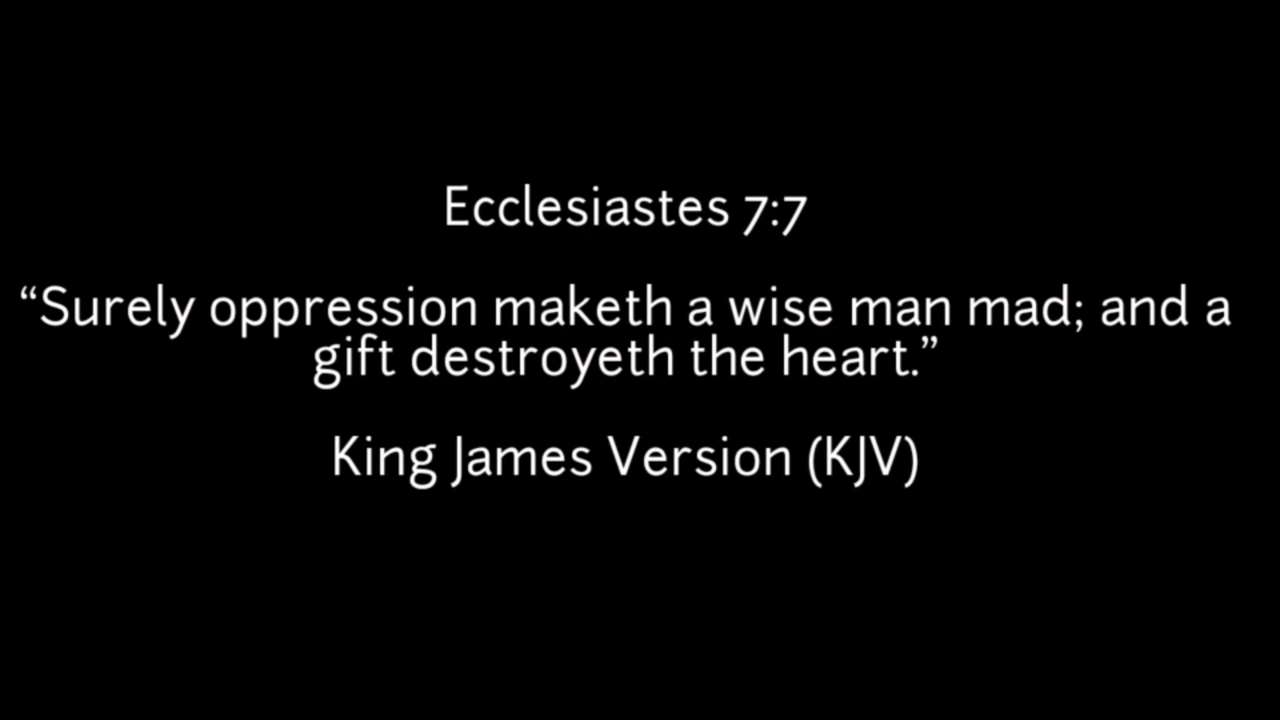 Ecclesiastes 7:7
“Surely oppression maketh a wise man mad; and a
gift destroyeth the heart.”
King James Version (KJV)